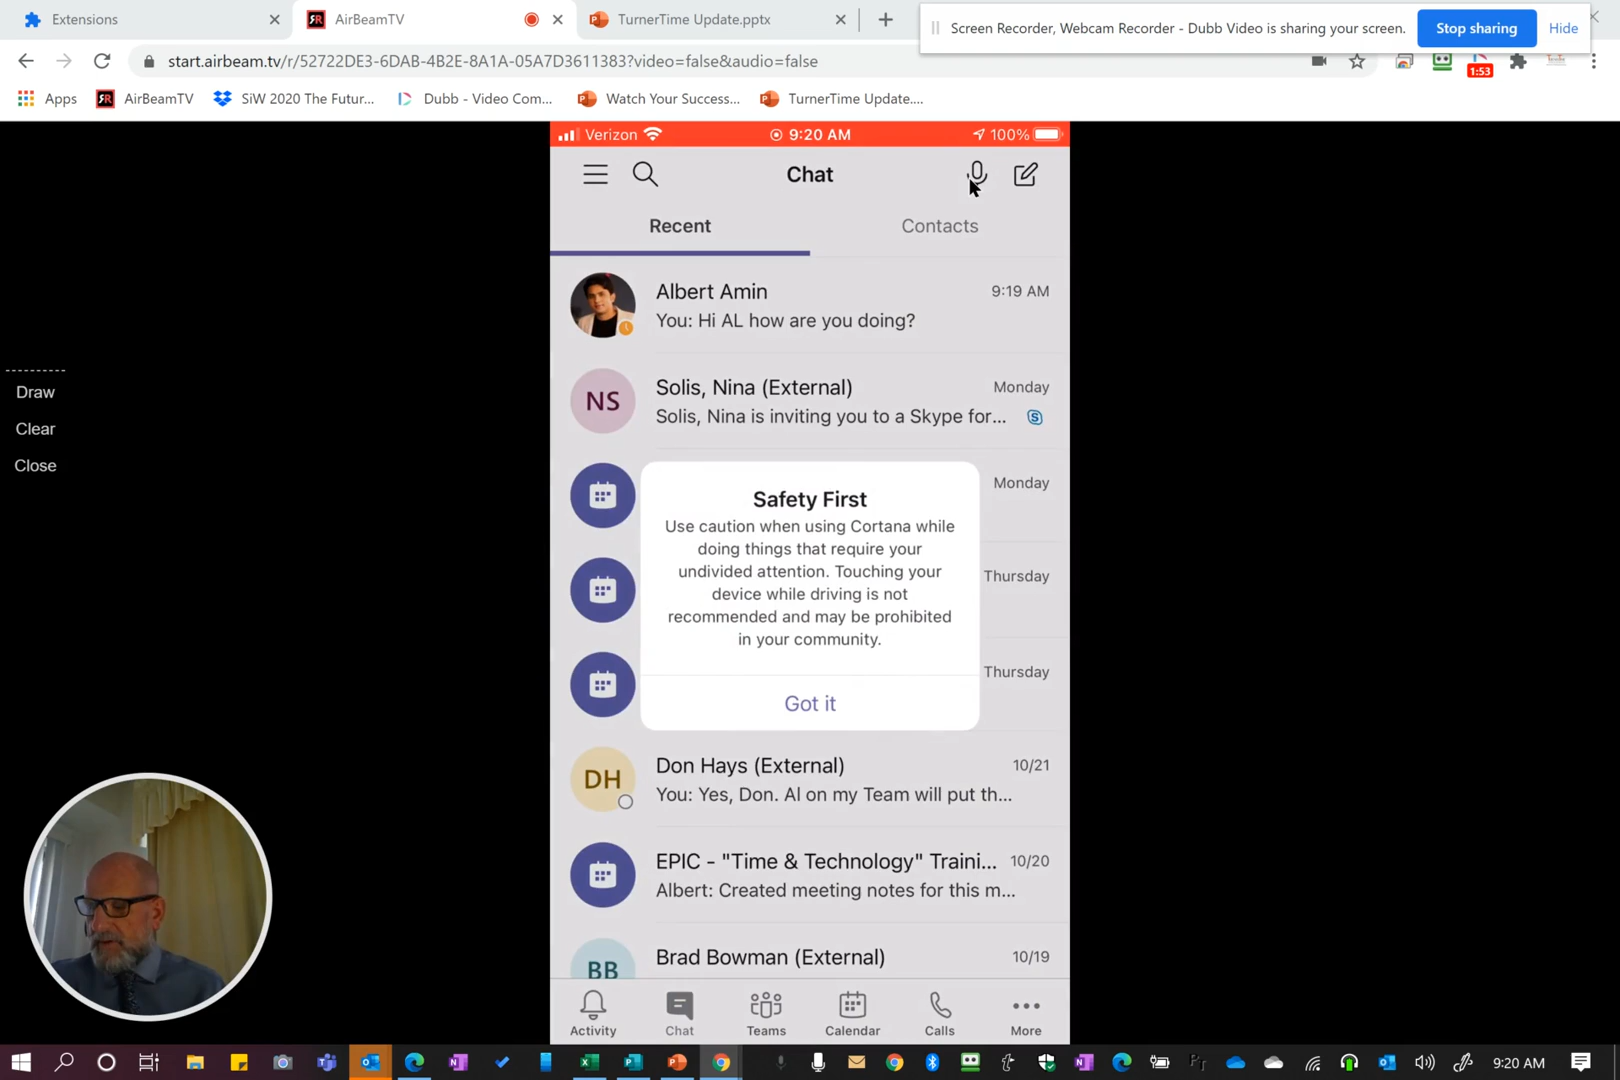 Extensions
AirBeamTV
TurnerTime Update.pptx
Screen Recorder, Webcam Recorder - Dubb Video is sharing your screen.
Stop sharing
Hide
start.airbeam.tv/r/52722DE3-6DAB-4B2E-8A1A-05A7D3611383?video=false&audio=false
1:53
Apps
AirBeamTV
SiW 2020 The Futur...
Dubb - Video Com...
Watch Your Success...
TurnerTime Update....
Verizon
9:20 AM
100%
Chat
Recent
Contacts
Albert Amin
9:19 AM
You: Hi AL how are you doing?
NS
Solis, Nina (External)
Monday
Solis, Nina is inviting you to a Skype for...
Monday
Safety First
Use caution when using Cortana while
doing things that require your
undivided attention. Touching your
device while driving is not
recommended and may be prohibited
in your community.
Got it
Thursday
Thursday
Draw
Clear
Close
DH
Don Hays (External)
10/21
You: Yes, Don. Al on my Team will put th...
EPIC - "Time & Technology" Traini...
10/20
Albert: Created meeting notes for this m...
BB
Brad Bowman (External)
10/19
Activity
Chat
Teams
Calendar
Calls
More
9:20 AM